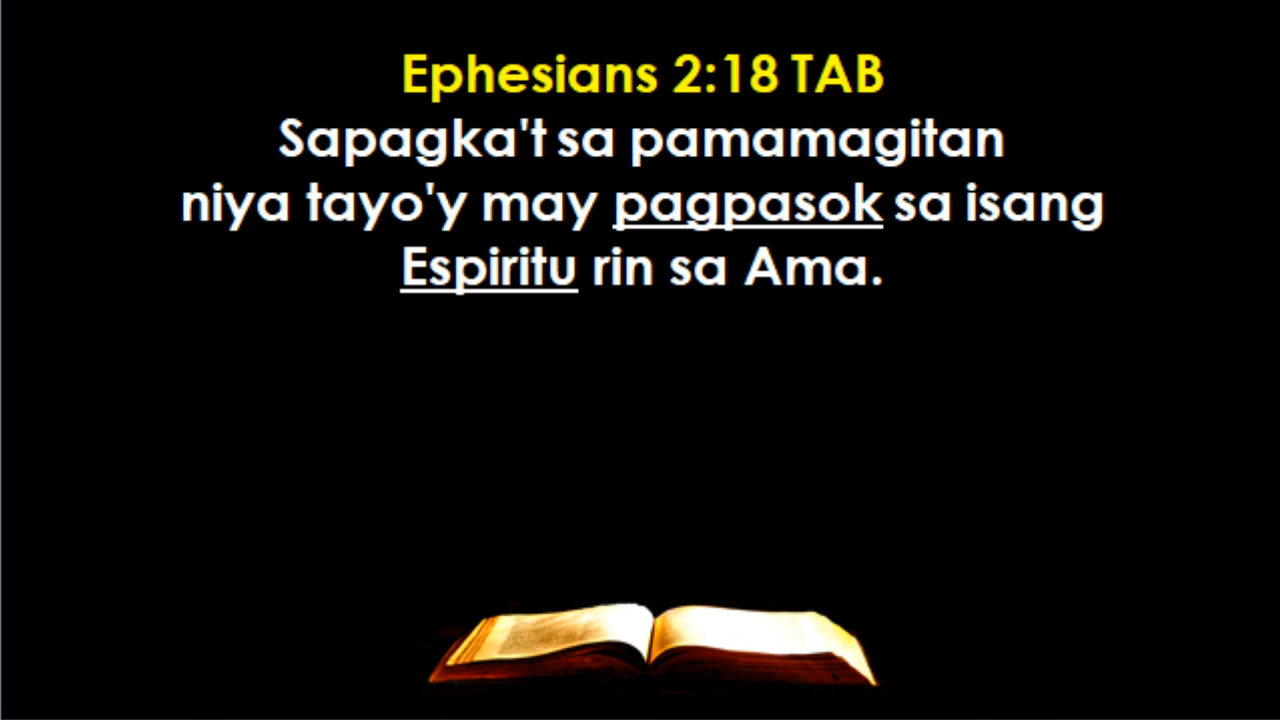 Ephesians 2:18 TAB
Sapagka't sa pamamagitan
niya tayo'y may pagpasok sa isang
Espiritu rin sa Ama.